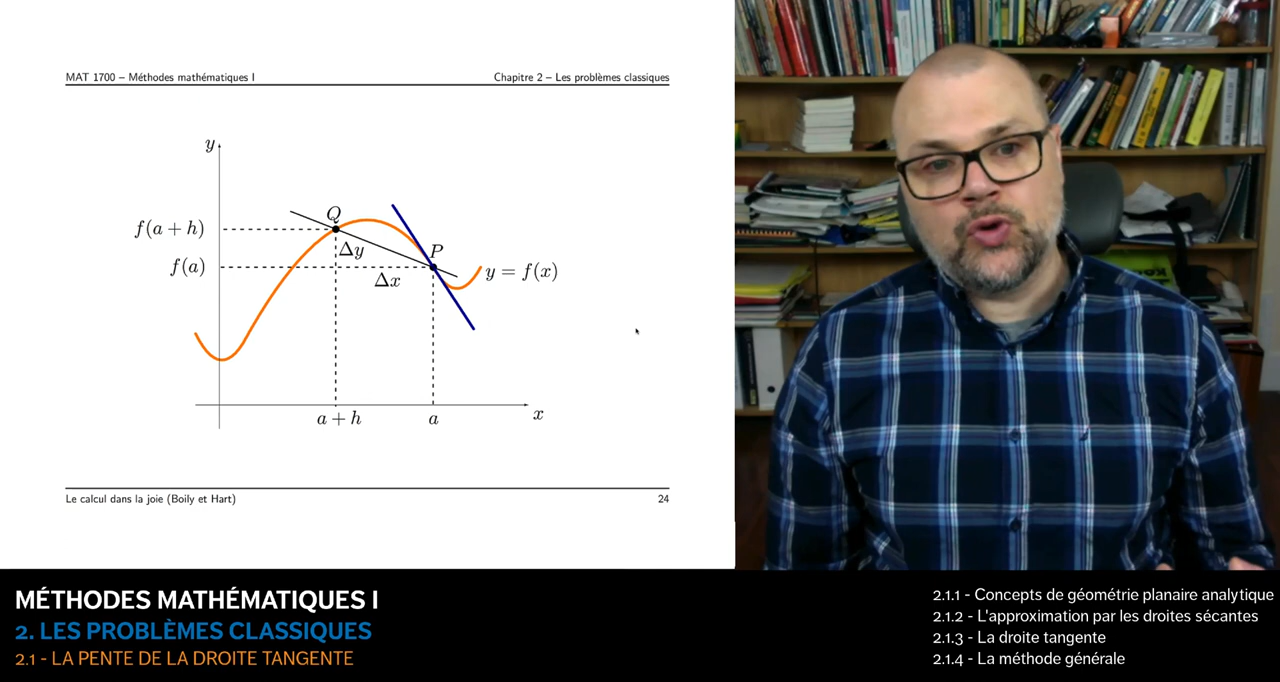 MAT 1700 – Méthodes mathématiques I
Chapitre 2 – Les problèmes classiques
y
Q
f(a + h)
Δy
P
f(a)
Δx
y = f(x)
a + h
a
x
Le calcul dans la joie (Boily et Hart)
24
MÉTHODES MATHÉMATIQUES I
2. LES PROBLÈMES CLASSIQUES
2.1 - LA PENTE DE LA DROITE TANGENTE
2.1.1 - Concepts de géométrie planaire analytique
2.1.2 - L'approximation par les droites sécantes
2.1.3 - La droite tangente
2.1.4 - La méthode générale